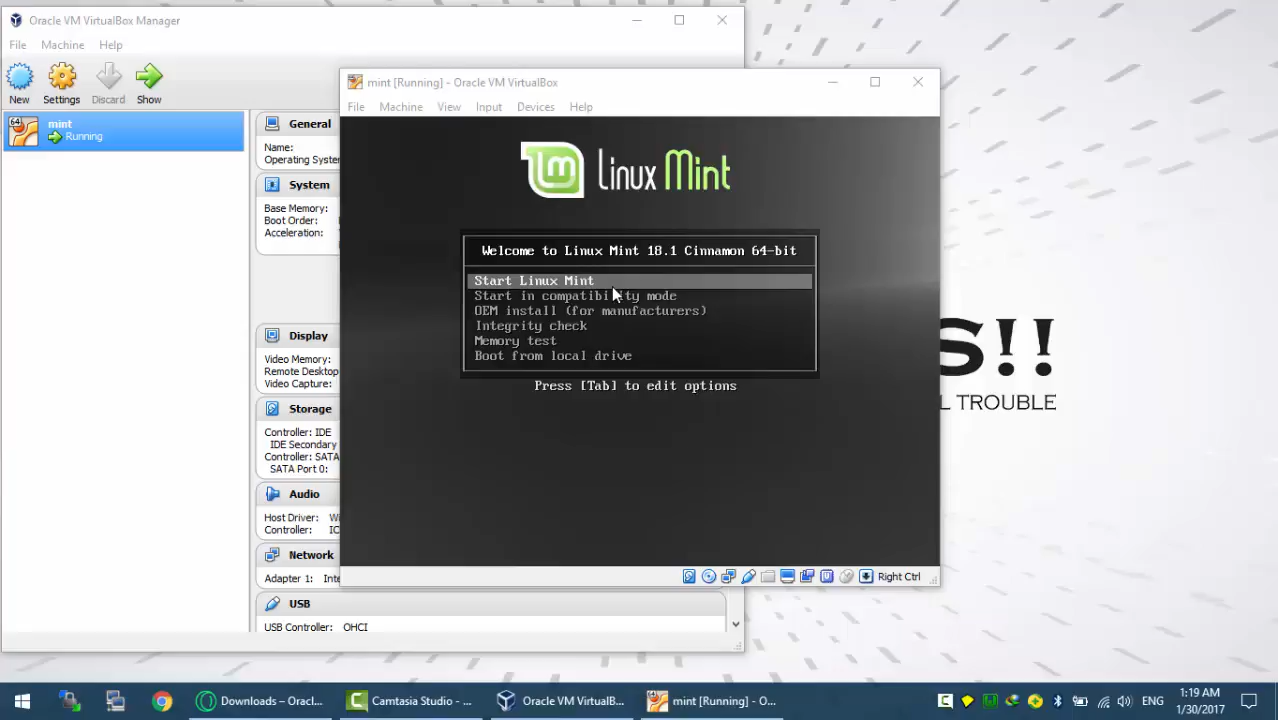 Oracle VM VirtualBox Manager
File Machine Help
New Settings Discard Show
mint
Running
General
Name:
Operating System
System
Base Memory:
Boot Order:
Acceleration:
Display
Video Memory:
Remote Desktop
Video Capture:
Storage
Controller: IDE
IDE Secondary
Controller: SATA
SATA Port 0:
Audio
Host Driver:
Controller:
Network
Adapter 1:
USB
USB Controller: OHCI
mint [Running] - Oracle VM VirtualBox
File Machine View Input Devices Help
Linux Mint
Welcome to Linux Mint 18.1 Cinnamon 64-bit
Start Linux Mint
Start in compatibility mode
OEM install (for manufacturers)
Integrity check
Memory test
Boot from local drive
Press [Tab] to edit options
Right Ctrl
S!!
L TROUBLE
Downloads – Oracl...
Camtasia Studio - ...
Oracle VM VirtualB...
mint [Running] - O...
ENG
1:19 AM
1/30/2017